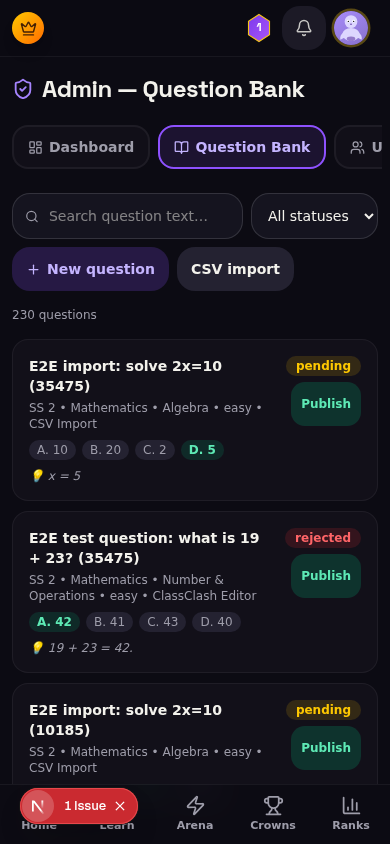 Admin — Question Bank
Dashboard
Question Bank
U
Search question text…
All statuses
+ New question
CSV import
230 questions
E2E import: solve 2x=10 (35475)
pending
Publish
SS 2 • Mathematics • Algebra • easy •
CSV Import
A. 10
B. 20
C. 2
D. 5
💡 x = 5
E2E test question: what is 19
+ 23? (35475)
rejected
Publish
SS 2 • Mathematics • Number &
Operations • easy • ClassClash Editor
A. 42
B. 41
C. 43
D. 40
💡 19 + 23 = 42.
E2E import: solve 2x=10
(10185)
pending
Publish
SS 2 • Mathematics • Algebra • easy •
CSV Import
N
1 Issue
Home
Learn
Arena
Crowns
Ranks